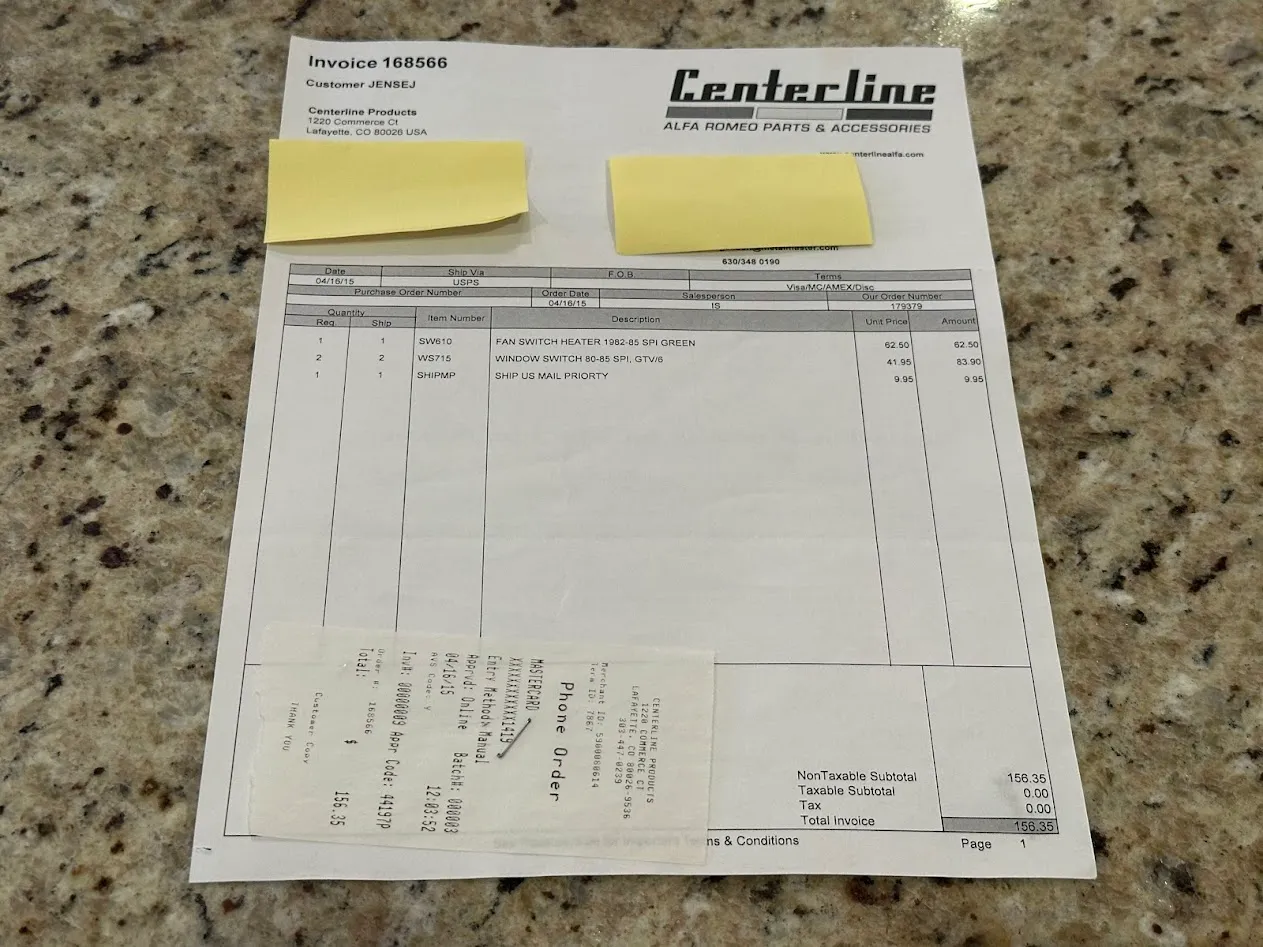 Invoice 168566
Customer JENSEJ
Centerline Products
1220 Commerce Ct
Lafayette, CO 80026 USA
Centerline
ALFA ROMEO PARTS & ACCESSORIES
630/348 0190
Date Ship Via F.O.B. Terms
04/16/15 USPS Visa/MC/AMEX/Disc
Purchase Order Number Order Date Salesperson Our Order Number
04/16/15 IS 179379
Quantity
Req. Ship Item Number Description Unit Price Amount
1 1 SW610 FAN SWITCH HEATER 1982-85 SPI GREEN 62.50 62.50
2 2 WS715 WINDOW SWITCH 80-85 SPI, GTV/6 41.95 83.90
1 1 SHIPMP SHIP US MAIL PRIORTY 9.95 9.95
NonTaxable Subtotal 156.35
Taxable Subtotal 0.00
Tax 0.00
Total Invoice 156.35
& Conditions
Page 1
CENTERLINE PRODUCTS
1220 COMMERCE CT
LAFAYETTE, CO 80026-9536
303-447-0239
Merchant ID: 5900060614
Term ID: 7867
Phone Order
MASTERCARD
XXXXXXXXXXXX1419
Entry Method: Manual
Apprvd: Online Batch#: 000003
04/16/15 12:03:52
AVS Code: Y
Inv#: 00000009 Appr Code: 44197P
Order #: 168566
Total: $ 156.35
Customer Copy
THANK YOU